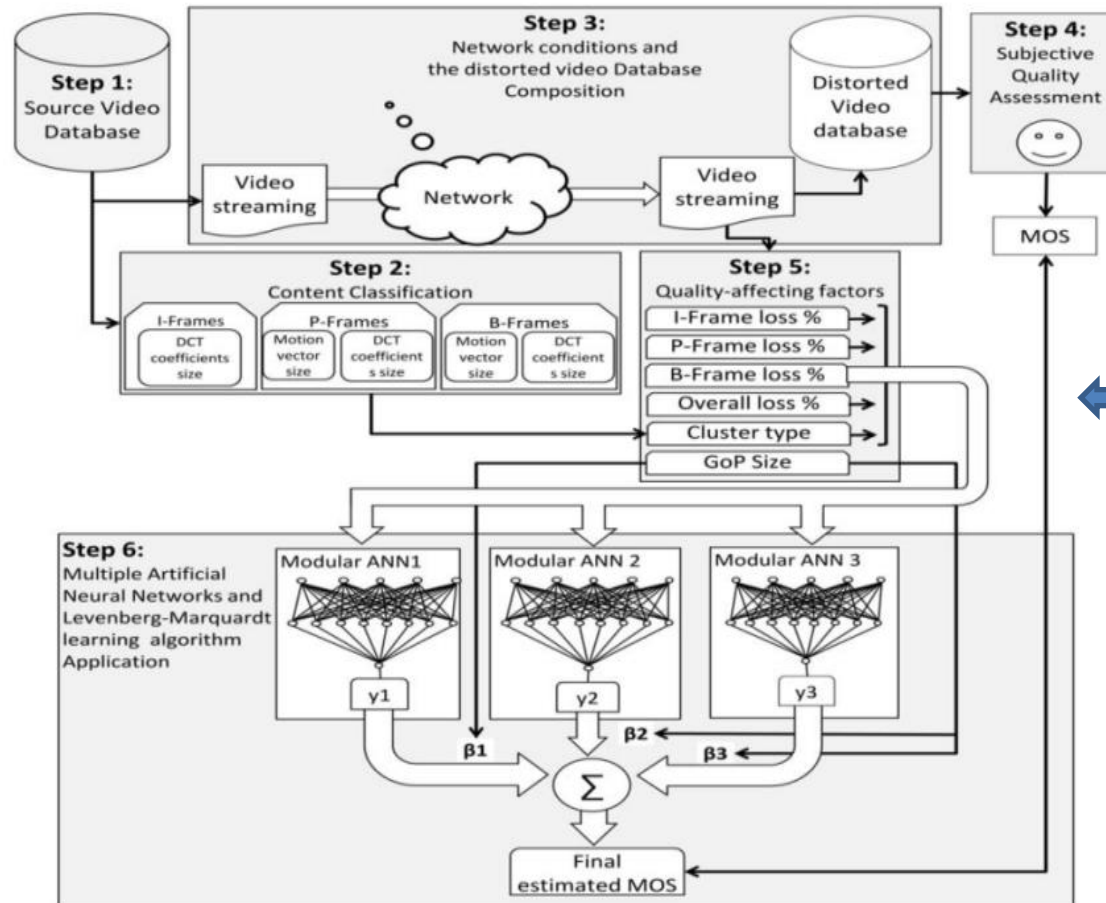 Step 1:
Source Video
Database
Step 3:
Network conditions and
the distorted video Database
Composition
Video
streaming
Network
Video
streaming
Distorted
Video
database
Step 4:
Subjective
Quality
Assessment
MOS
Step 2:
Content Classification
I-Frames
DCT
coefficients
size
P-Frames
Motion
vector
size
DCT
coefficient
s size
B-Frames
Motion
vector
size
DCT
coefficient
s size
Step 5:
Quality-affecting factors
I-Frame loss %
P-Frame loss %
B-Frame loss %
Overall loss %
Cluster type
GoP Size
Step 6:
Multiple Artificial
Neural Networks and
Levenberg-Marquardt
learning algorithm
Application
Modular ANN1
y1
Modular ANN 2
y2
Modular ANN 3
y3
β1
β2
β3
Σ
Final
estimated MOS